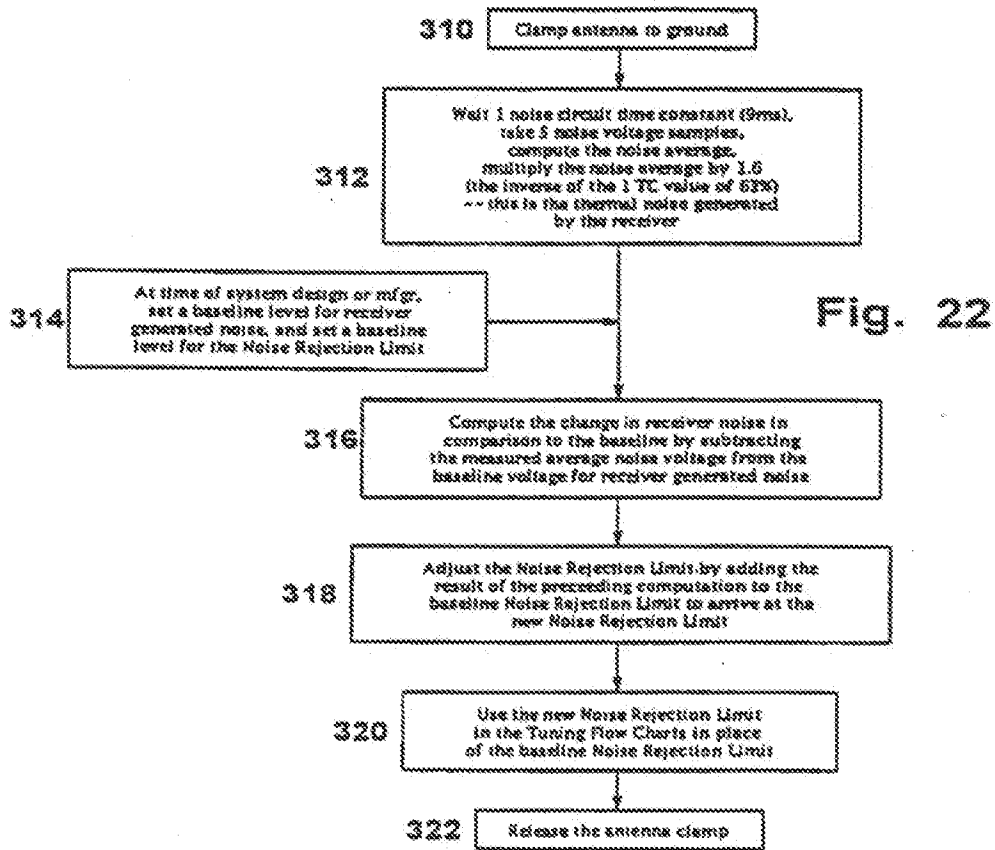 310
Clamp antenna to ground
312
Wait 1 noise circuit time constant (9ms),
take 5 noise voltage samples,
compute the noise average,
multiply the noise average by 1.6
(the inverse of the 1 TC value of 63%)
-- this is the thermal noise generated
by the receiver
314
At time of system design or mfgr,
set a baseline level for receiver
generated noise, and set a baseline
level for the Noise Rejection Limit
Fig. 22
316
Compute the change in receiver noise in
comparison to the baseline by subtracting
the measured average noise voltage from the
baseline voltage for receiver generated noise
318
Adjust the Noise Rejection Limit by adding the
result of the preceeding computation to the
baseline Noise Rejection Limit to arrive at the
new Noise Rejection Limit
320
Use the new Noise Rejection Limit
in the Tuning Flow Charts in place
of the baseline Noise Rejection Limit
322
Release the antenna clamp